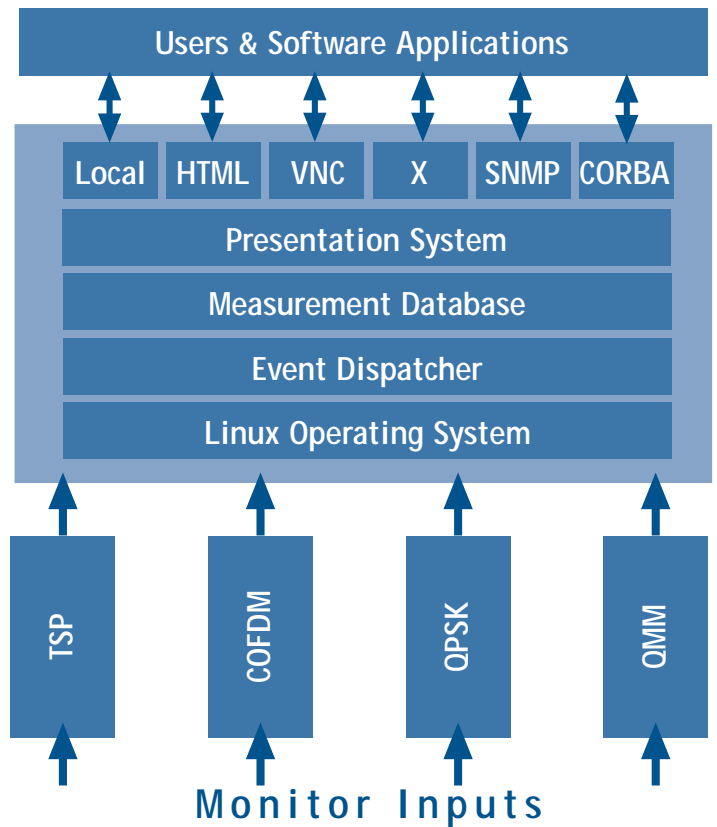 Users & Software Applications
Local HTML VNC X SNMP CORBA
Presentation System
Measurement Database
Event Dispatcher
Linux Operating System
TSP COFDM QPSK QMM
Monitor Inputs